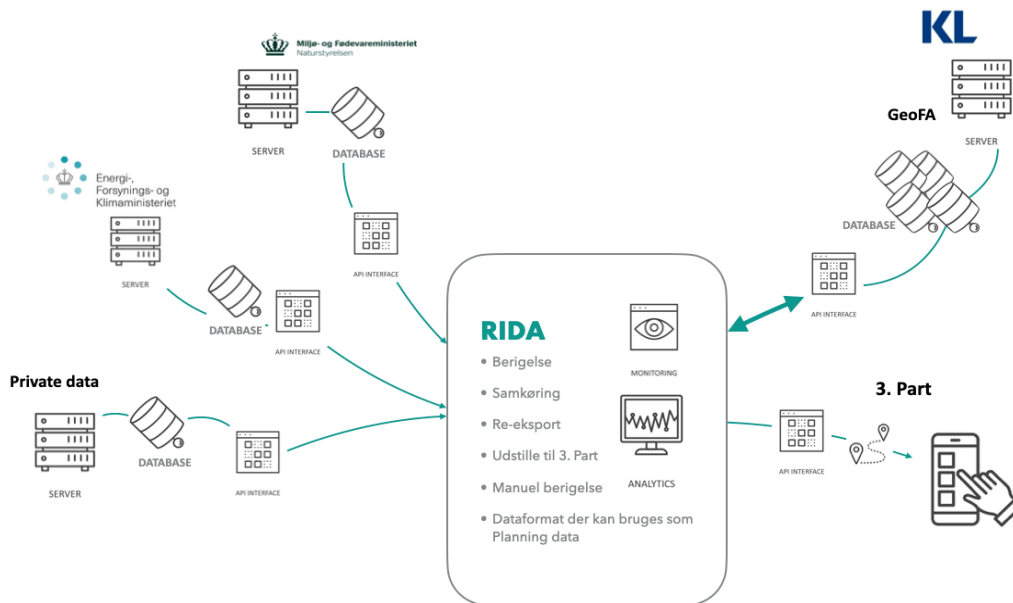 Miljø- og Fødevareministeriet
Naturstyrelsen
SERVER
DATABASE
API INTERFACE
Energi-,
Forsynings- og
Klimaministeriet
SERVER
DATABASE
API INTERFACE
Private data
SERVER
DATABASE
API INTERFACE
RIDA
• Berigelse
• Samkøring
• Re-eksport
• Udstille til 3. Part
• Manuel berigelse
• Dataformat der kan bruges som
Planning data
MONITORING
ANALYTICS
KL
GeoFA
SERVER
DATABASE
API INTERFACE
3. Part
API INTERFACE